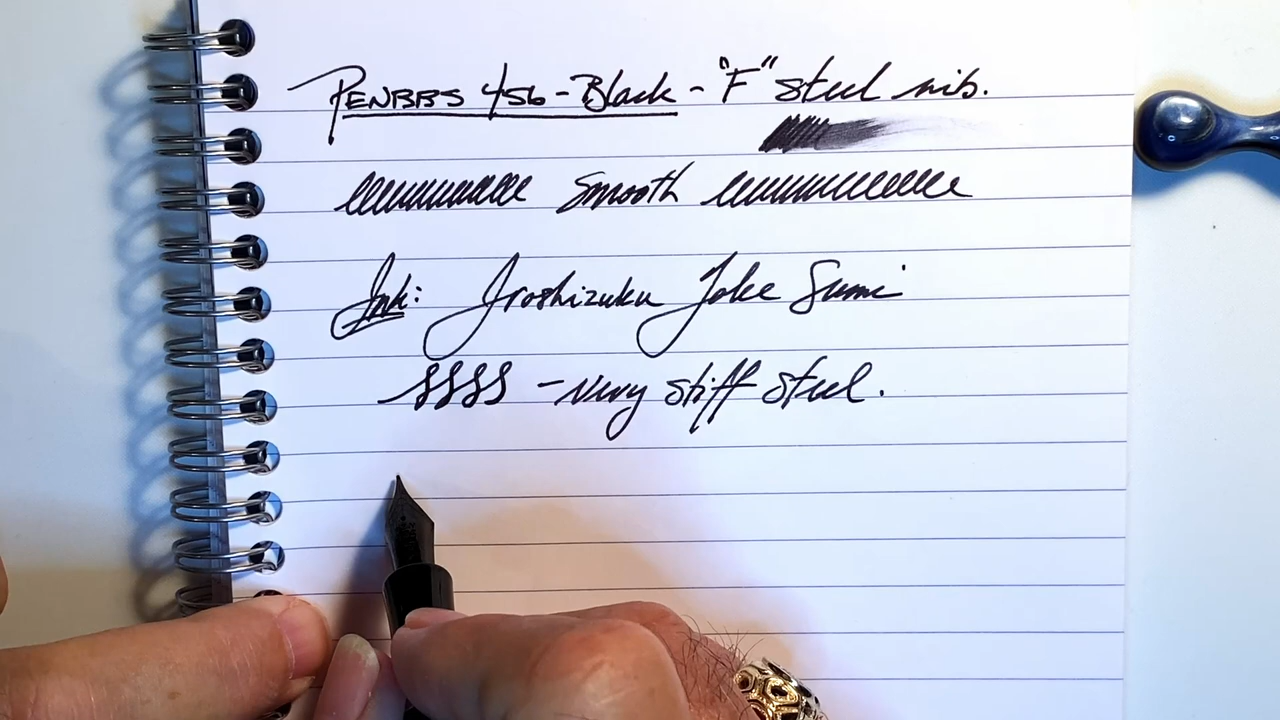 PENBBS 456 - Black - "F" steel nib.
Smooth
Ink: Iroshizuku Take Sumi
- Very stiff steel.